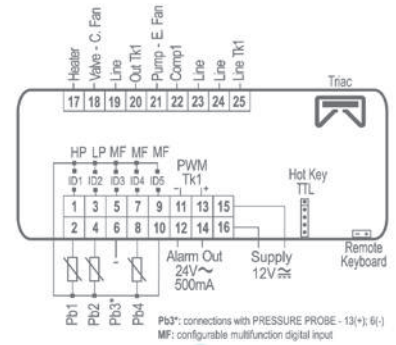 Heater
Valve - C. Fan
Line
Out Tk1
Pump - E. Fan
Comp1
Line
Line
Line Tk1
17 18 19 20 21 22 23 24 25
Triac
HP LP MF MF MF
ID1 ID2 ID3 ID4 ID5
PWM
Tk1
- +
Hot Key
TTL
1 3 5 7 9 11 13 15
2 4 6 8 10 12 14 16
Remote
Keyboard
Alarm Out
24V~
500mA
Supply
12V≂
Pb1
Pb2
Pb3*
Pb4
Pb3*: connections with PRESSURE PROBE - 13(+); 6(-)
MF: configurable multifunction digital input